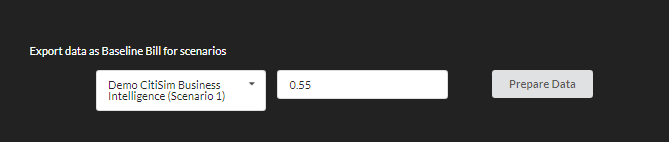 Export data as Baseline Bill for scenarios
Demo CitiSim Business
Intelligence (Scenario 1)
0.55
Prepare Data